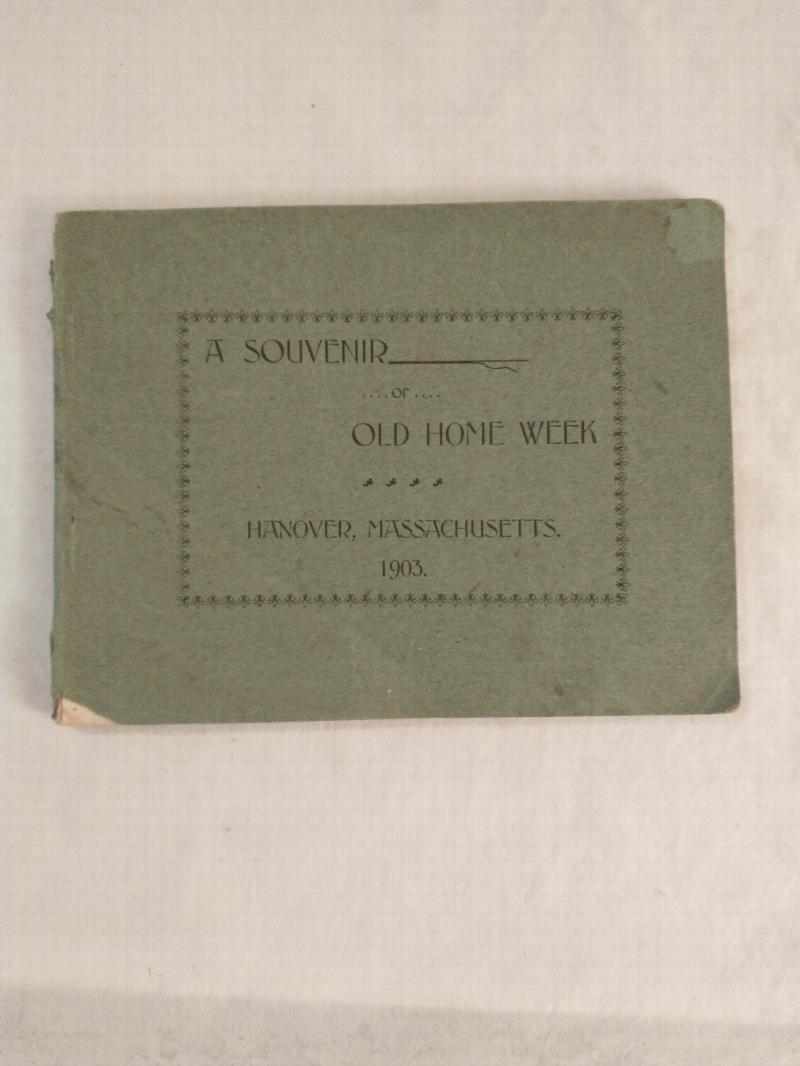 A SOUVENIR
....OF....
OLD HOME WEEK
HANOVER, MASSACHUSETTS.
1903.